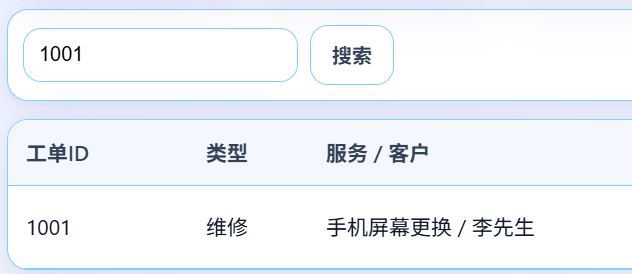 1001 搜索
工单ID 类型 服务 / 客户
1001 维修 手机屏幕更换 / 李先生